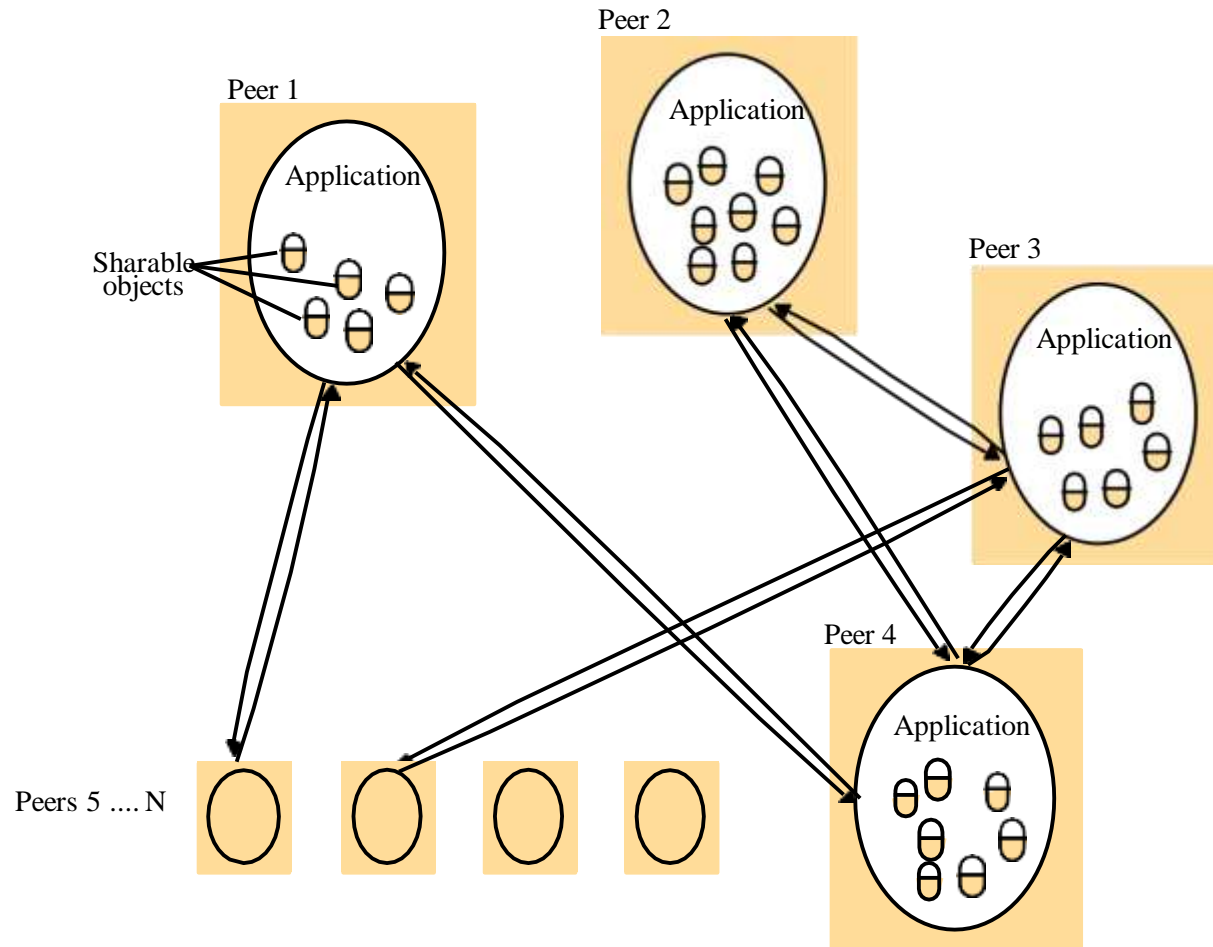 Peer 2
Peer 1
Application
Application
Sharable
objects
Peer 3
Application
Peer 4
Application
Peers 5 .... N